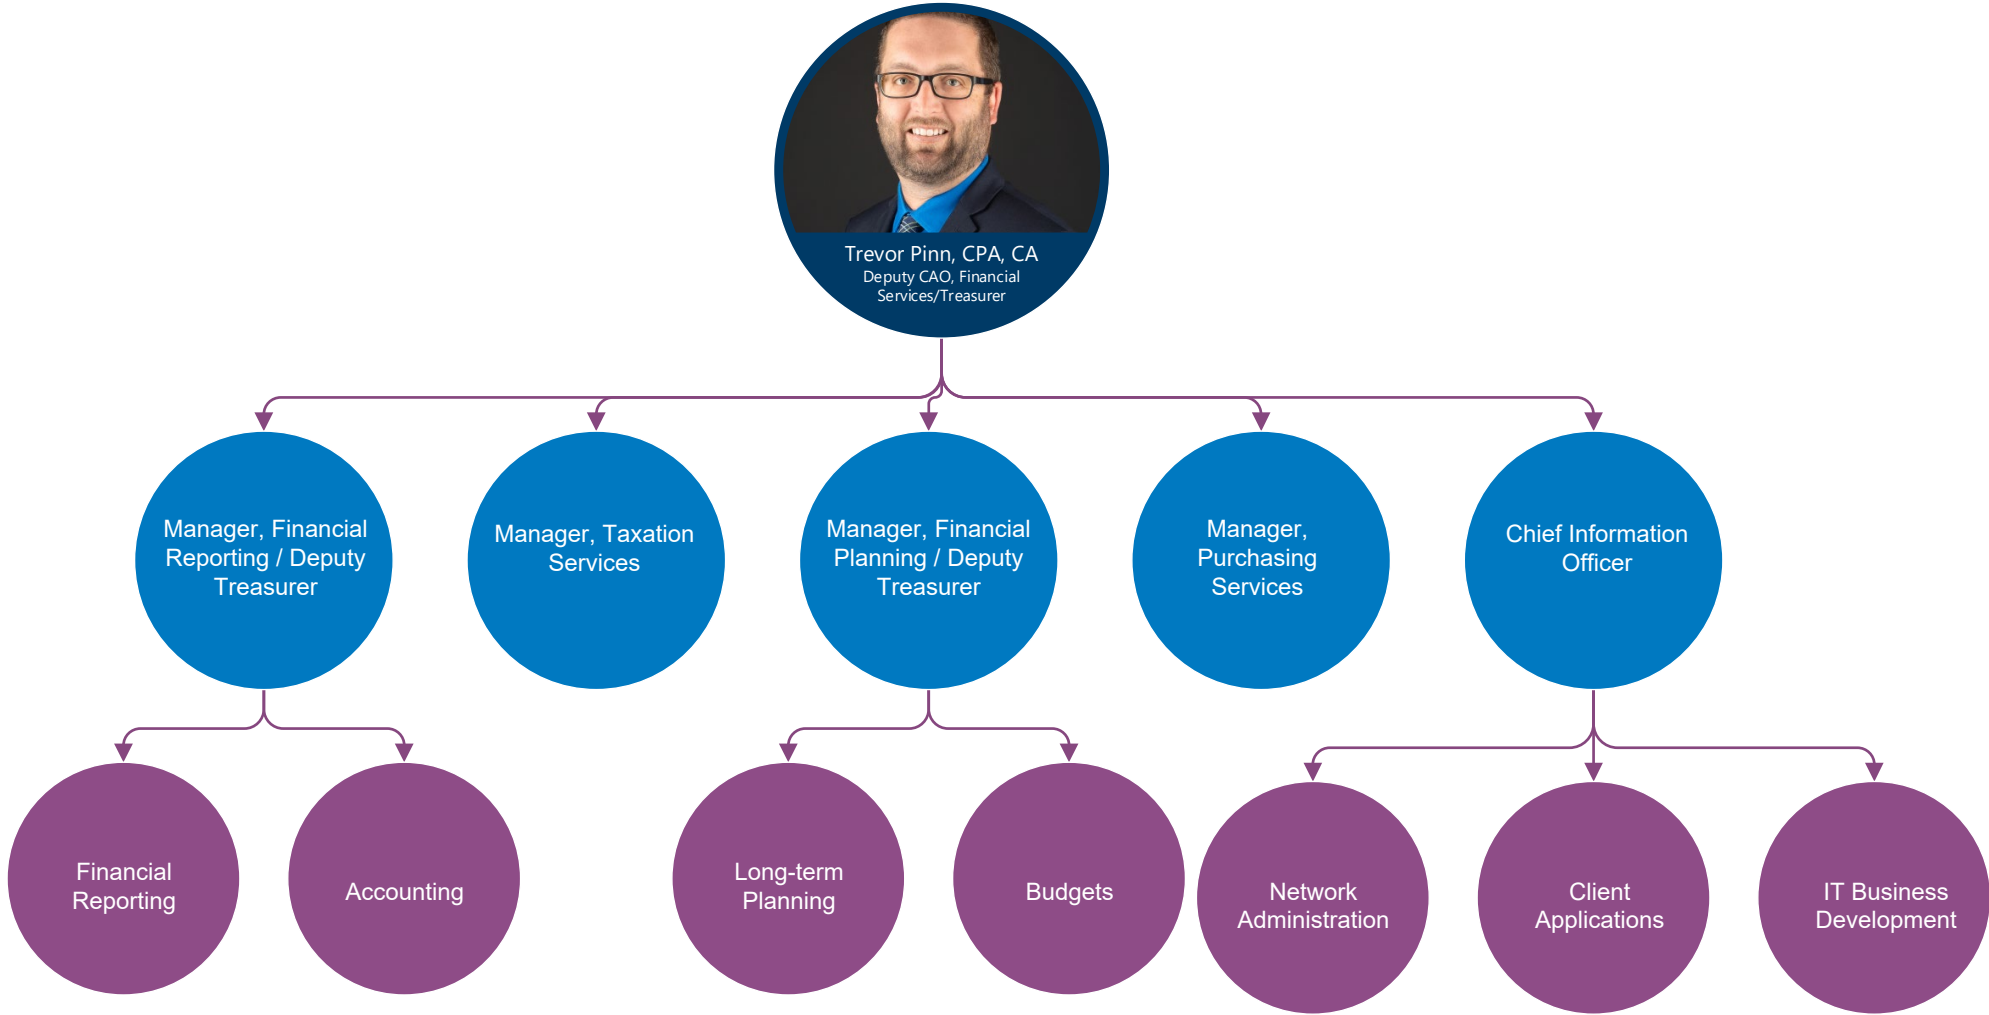 Trevor Pinn, CPA, CA
Deputy CAO, Financial
Services/Treasurer
Manager, Financial
Reporting / Deputy
Treasurer
Manager, Taxation
Services
Manager, Financial
Planning / Deputy
Treasurer
Manager,
Purchasing
Services
Chief Information
Officer
Financial
Reporting
Accounting
Long-term
Planning
Budgets
Network
Administration
Client
Applications
IT Business
Development